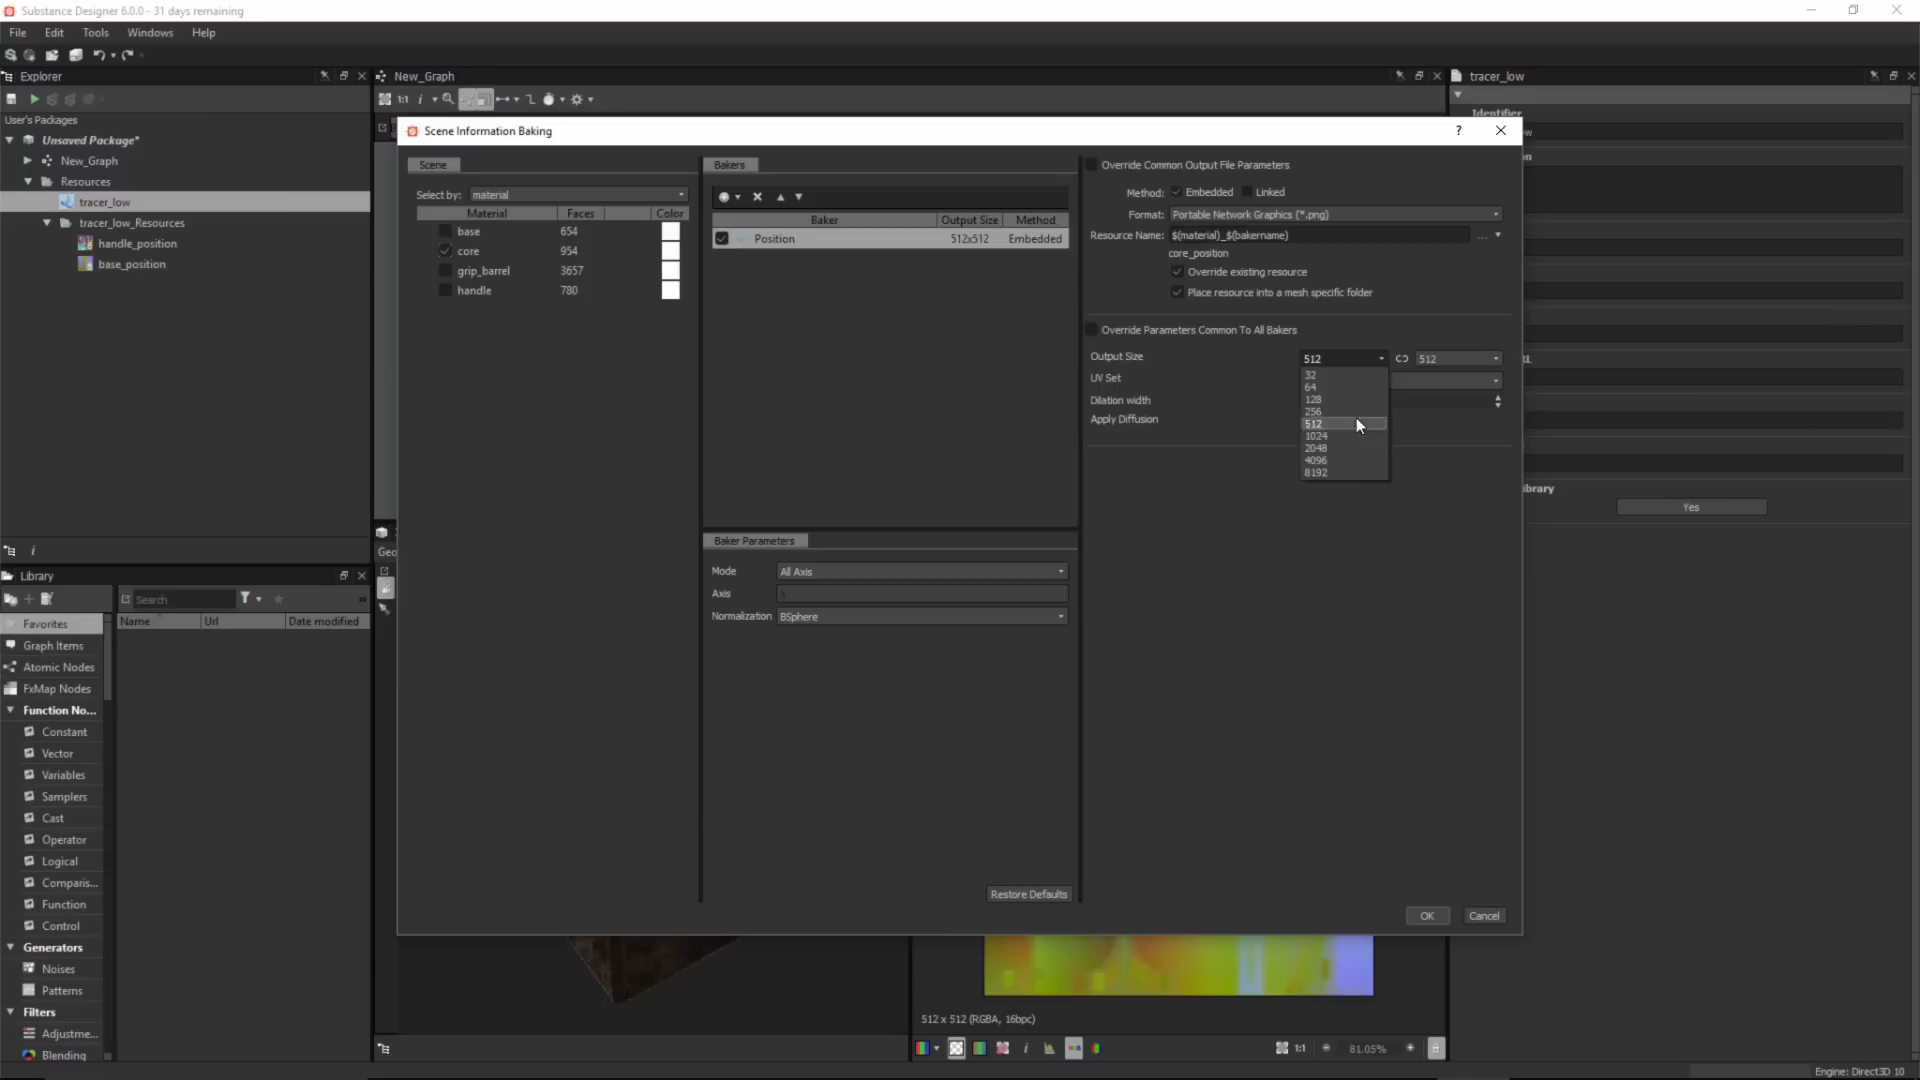 Substance Designer 6.0.0 - 31 days remaining
File Edit Tools Windows Help
Explorer
New_Graph
tracer_low
1:1
User's Packages
Unsaved Package*
New_Graph
Resources
tracer_low
tracer_low_Resources
handle_position
base_position
Identifier
Scene Information Baking
?
Scene
Select by: material
Material Faces Color
base 654
core 954
grip_barrel 3657
handle 780
Bakers
Baker Output Size Method
Position 512x512 Embedded
Baker Parameters
Mode All Axis
Axis
Normalization BSphere
Restore Defaults
Override Common Output File Parameters
Method: Embedded Linked
Format: Portable Network Graphics (*.png)
Resource Name: $(material)_$(bakername) ...
core_position
Override existing resource
Place resource into a mesh specific folder
Override Parameters Common To All Bakers
Output Size 512 512
UV Set
Dilation width
Apply Diffusion
32
64
128
256
512
1024
2048
4096
8192
OK Cancel
ibrary
Yes
Library
Search
Name Url Date modified
Favorites
Graph Items
Atomic Nodes
FxMap Nodes
Function No...
Constant
Vector
Variables
Samplers
Cast
Operator
Logical
Comparis...
Function
Control
Generators
Noises
Patterns
Filters
Adjustme...
Blending
Geo
512 x 512 (RGBA, 16bpc)
1:1 81.05%
Engine: Direct3D 10